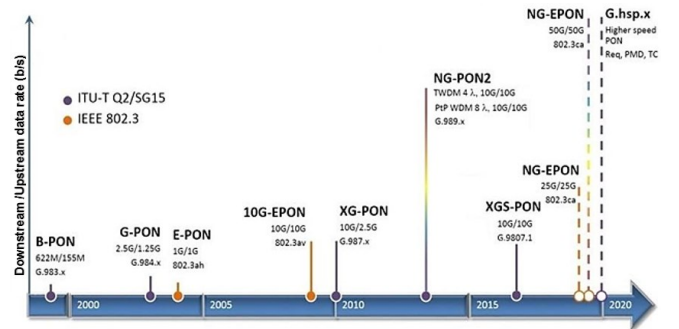 Downstream /Upstream data rate (b/s)
ITU-T Q2/SG15
IEEE 802.3
B-PON
622M/155M
G.983.x
G-PON
2.5G/1.25G
G.984.x
E-PON
1G/1G
802.3ah
10G-EPON
10G/10G
802.3av
XG-PON
10G/2.5G
G.987.x
NG-PON2
TWDM 4 λ, 10G/10G
PtP WDM 8 λ, 10G/10G
G.989.x
XGS-PON
10G/10G
G.9807.1
NG-EPON
25G/25G
802.3ca
NG-EPON
50G/50G
802.3ca
G.hsp.x
Higher speed
PON
Req, PMD, TC
2000
2005
2010
2015
2020